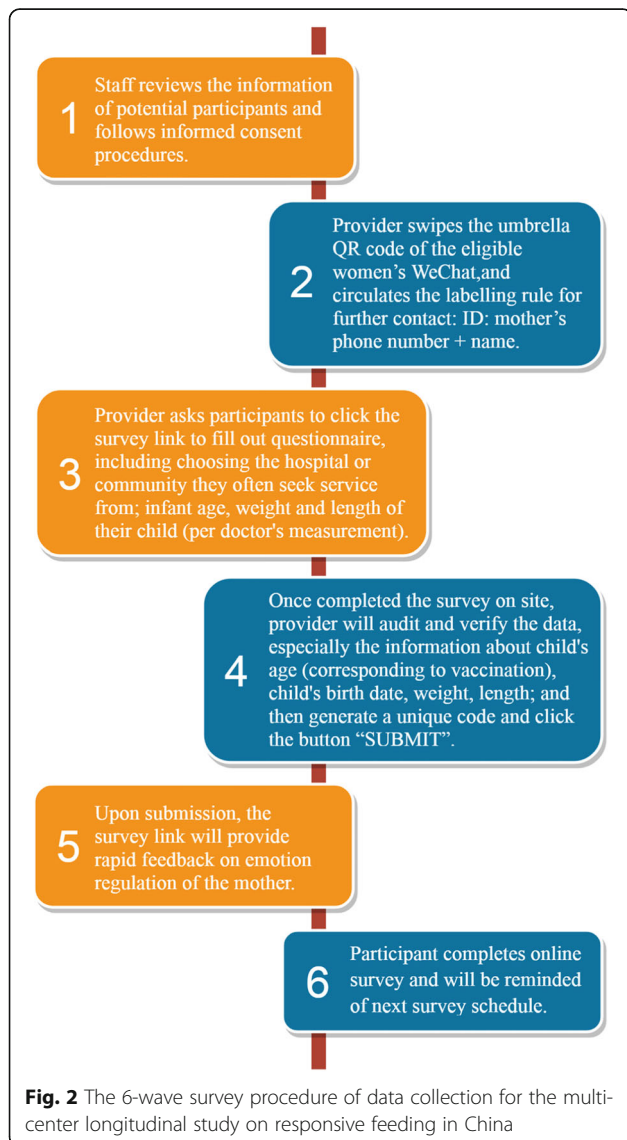 1
Staff reviews the information
of potential participants and
follows informed consent
procedures.
2
Provider swipes the umbrella
QR code of the eligible
women's WeChat,and
circulates the labelling rule for
further contact: ID: mother's
phone number + name.
3
Provider asks participants to click the
survey link to fill out questionnaire,
including choosing the hospital or
community they often seek service
from; infant age, weight and length of
their child (per doctor's measurement).
4
Once completed the survey on site,
provider will audit and verify the data,
especially the information about child's
age (corresponding to vaccination),
child's birth date, weight, length; and
then generate a unique code and click
the button “SUBMIT”.
5
Upon submission, the
survey link will provide
rapid feedback on emotion
regulation of the mother.
6
Participant completes online
survey and will be reminded
of next survey schedule.
Fig. 2 The 6-wave survey procedure of data collection for the multi-
center longitudinal study on responsive feeding in China